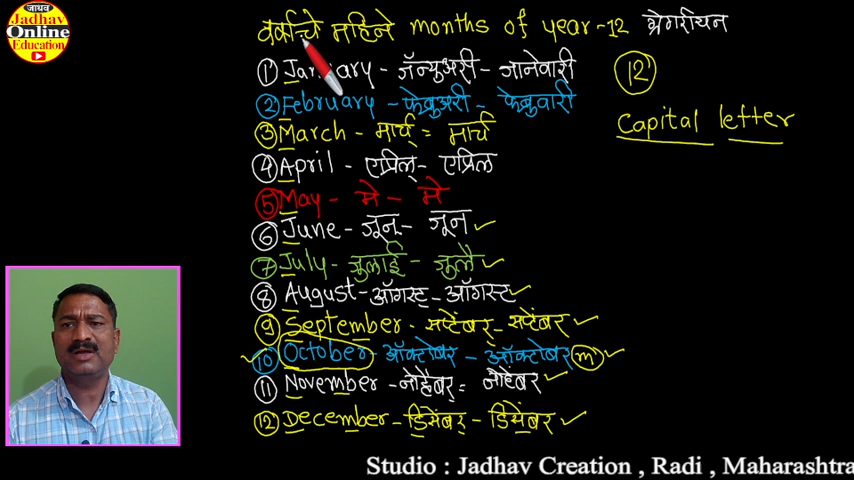 जाधव
Jadhav
Online
Education
वर्षाचे महिने months of year-12 ग्रेगरीयन
① January - जॅन्युअरी - जानेवारी
② February - फेब्रुअरी - फेब्रुवारी
③ March - मार्च् = मार्च
④ April - एप्रिल् - एप्रिल
⑤ May - मे - मे
⑥ June - जून् - जून ✓
⑦ July - जुलाई - जुलै ✓
⑧ August - ऑगस्ट् - ऑगस्ट ✓
⑨ September - सप्टेंबर् - सप्टेंबर ✓
✓ ⑩ October - ऑक्टोबर - ऑक्टोबर m ✓
⑪ November - नोव्हेंबर = नोव्हेंबर ✓
⑫ December - डिसेंबर् - डिसेंबर ✓
12
Capital letter
Studio : Jadhav Creation , Radi , Maharashtra